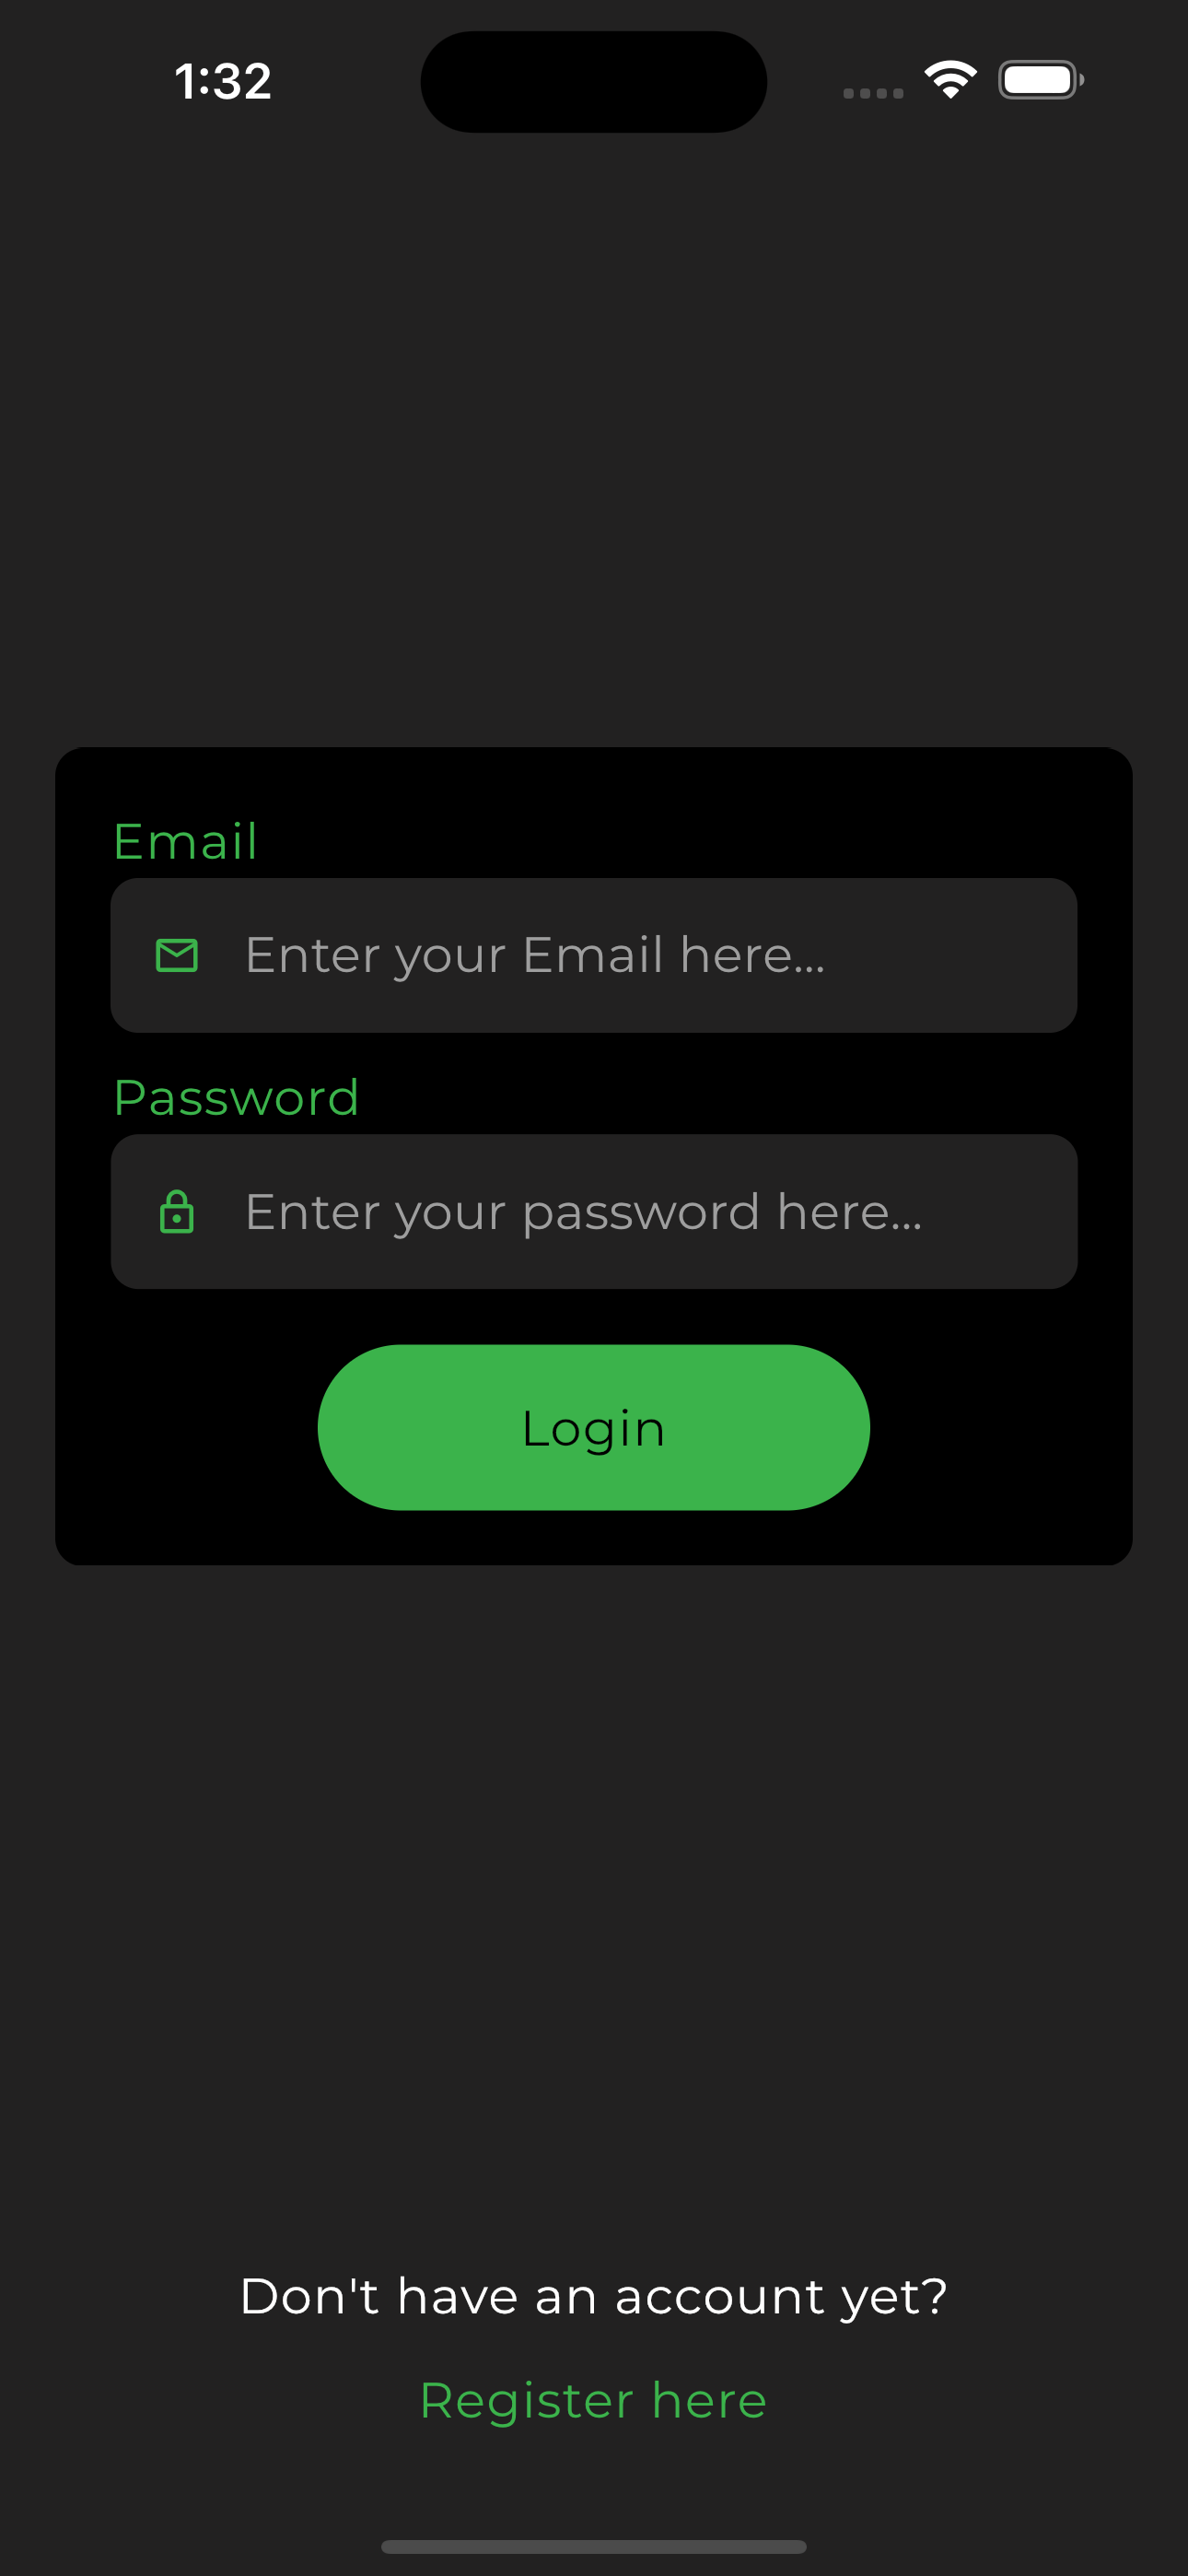 1:32
Email
Enter your Email here...
Password
Enter your password here...
Login
Don't have an account yet?
Register here